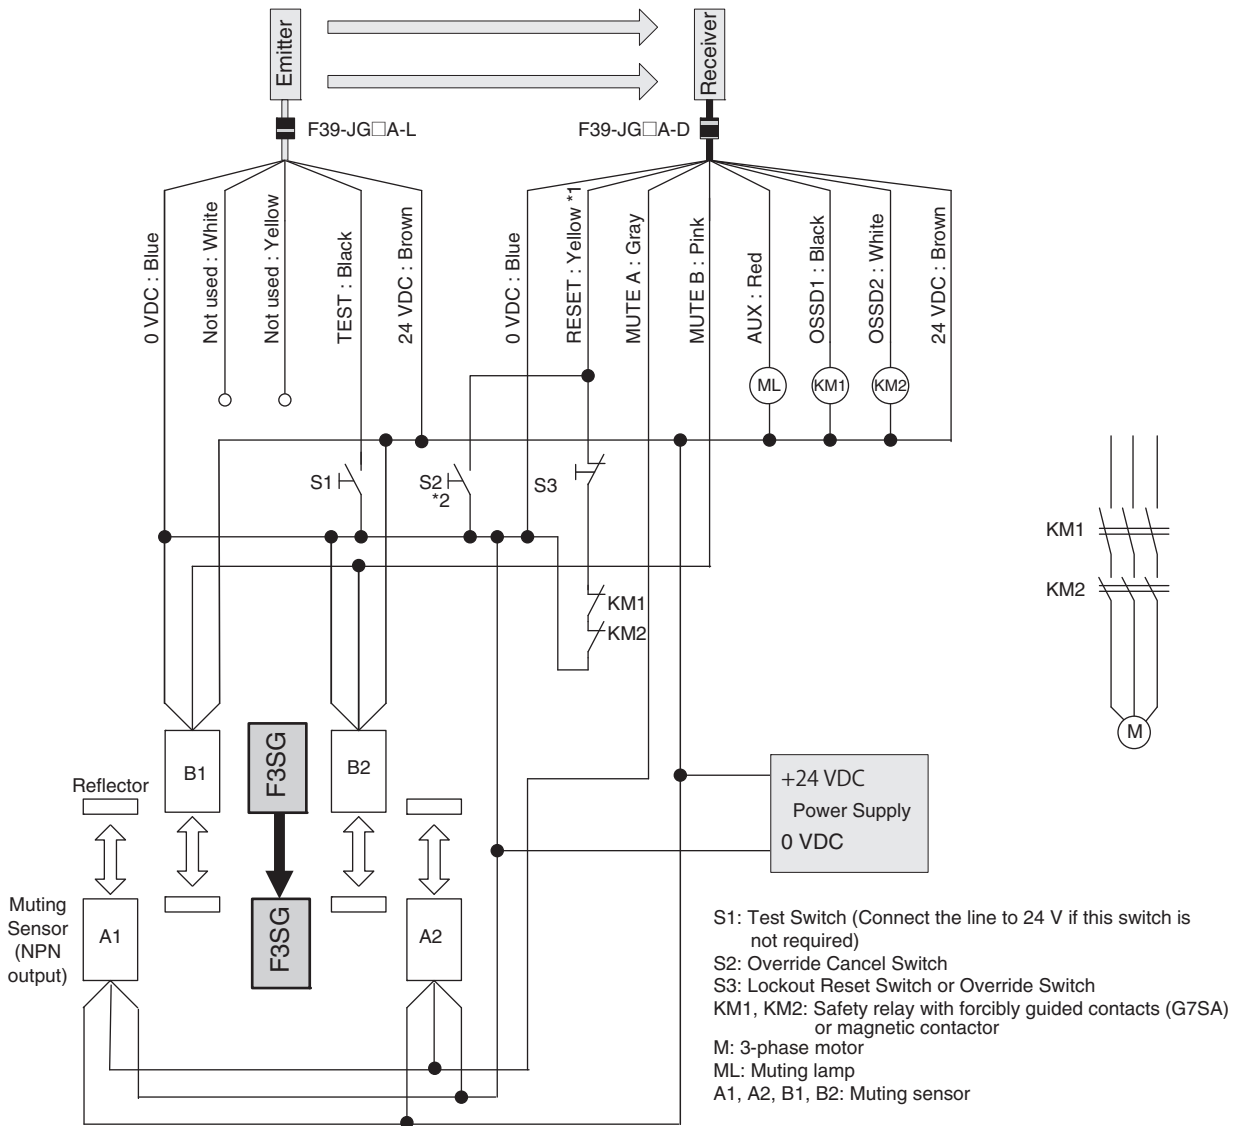 Emitter
Receiver
F39-JG□A-L
F39-JG□A-D
0 VDC : Blue
Not used : White
Not used : Yellow
TEST : Black
24 VDC : Brown
0 VDC : Blue
RESET : Yellow *1
MUTE A : Gray
MUTE B : Pink
AUX : Red
OSSD1 : Black
OSSD2 : White
24 VDC : Brown
ML
KM1
KM2
S1
S2
*2
S3
KM1
KM2
KM1
KM2
M
B1
F3SG
B2
Reflector
Muting
Sensor
(NPN
output)
A1
F3SG
A2
+24 VDC
Power Supply
0 VDC
S1: Test Switch (Connect the line to 24 V if this switch is
not required)
S2: Override Cancel Switch
S3: Lockout Reset Switch or Override Switch
KM1, KM2: Safety relay with forcibly guided contacts (G7SA)
or magnetic contactor
M: 3-phase motor
ML: Muting lamp
A1, A2, B1, B2: Muting sensor